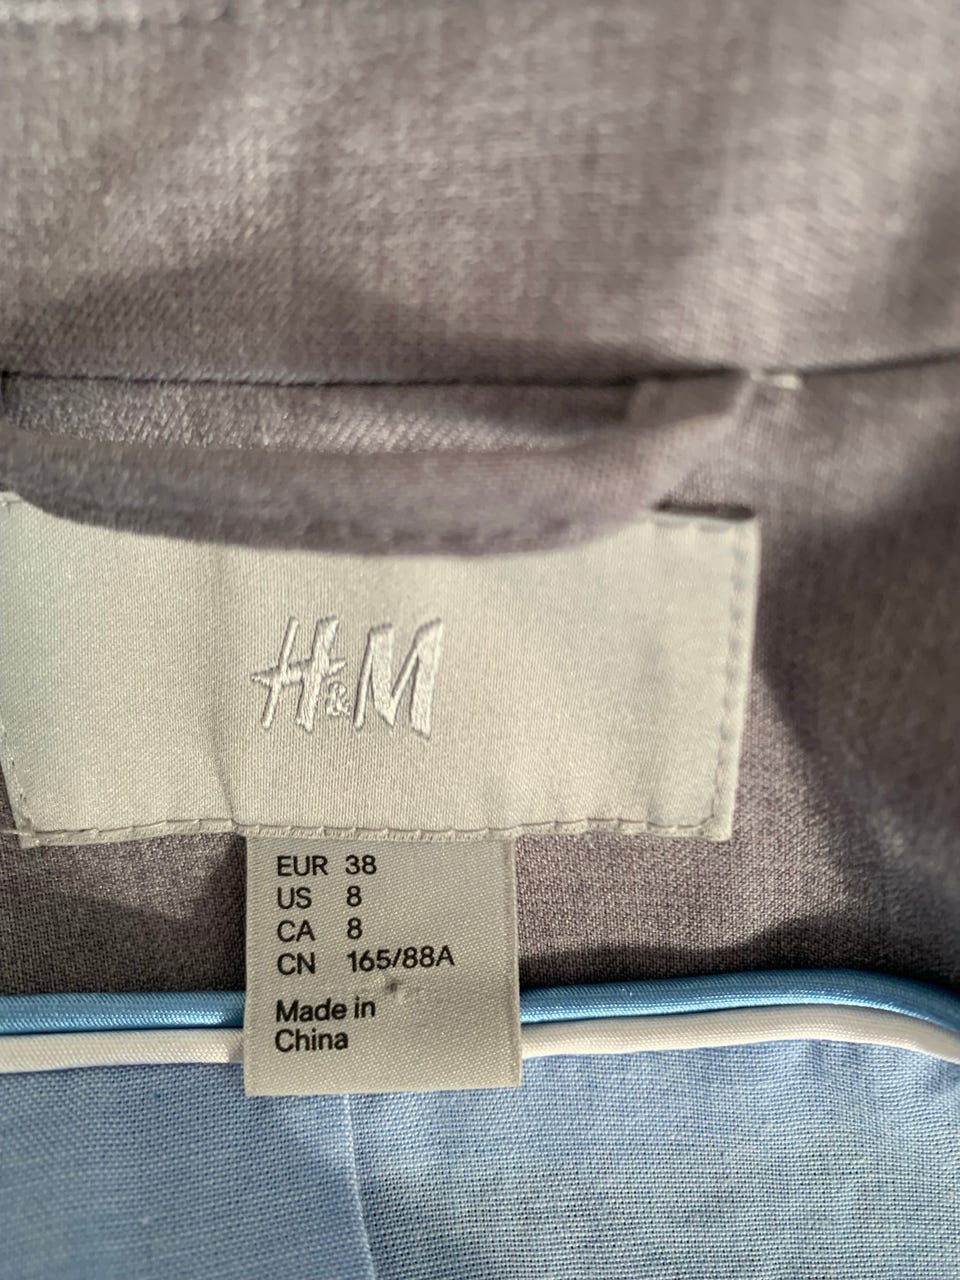 H&M
EUR 38
US 8
CA 8
CN 165/88A
Made in
China